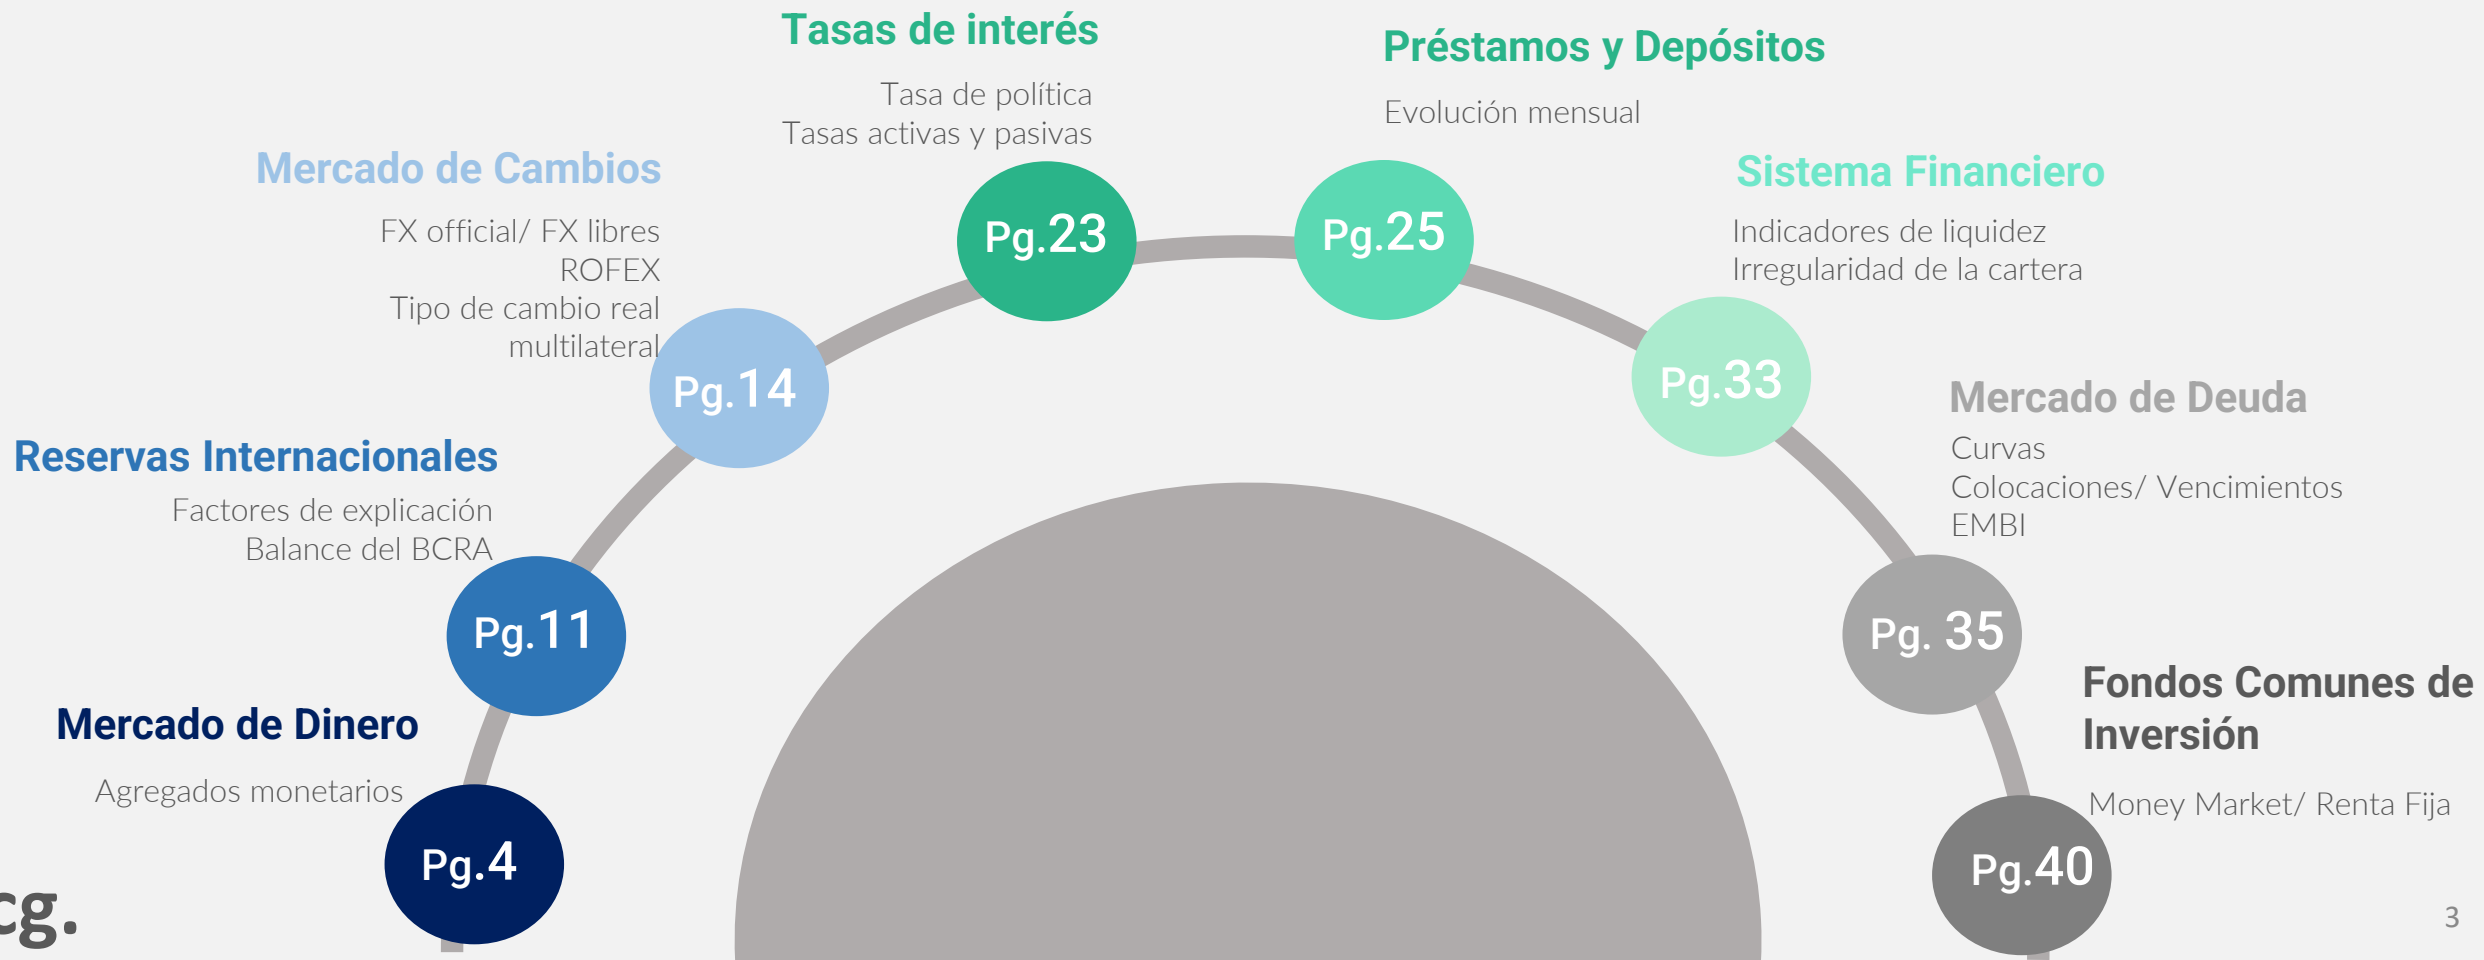 Tasas de interés
Tasa de política
Tasas activas y pasivas
Pg.23
Préstamos y Depósitos
Evolución mensual
Pg.25
Mercado de Cambios
FX official/ FX libres
ROFEX
Tipo de cambio real
multilateral
Pg.14
Sistema Financiero
Indicadores de liquidez
Irregularidad de la cartera
Pg.33
Reservas Internacionales
Factores de explicación
Balance del BCRA
Pg.11
Mercado de Deuda
Curvas
Colocaciones/ Vencimientos
EMBI
Pg. 35
Mercado de Dinero
Agregados monetarios
Pg.4
Fondos Comunes de
Inversión
Money Market/ Renta Fija
Pg.40
cg.
3